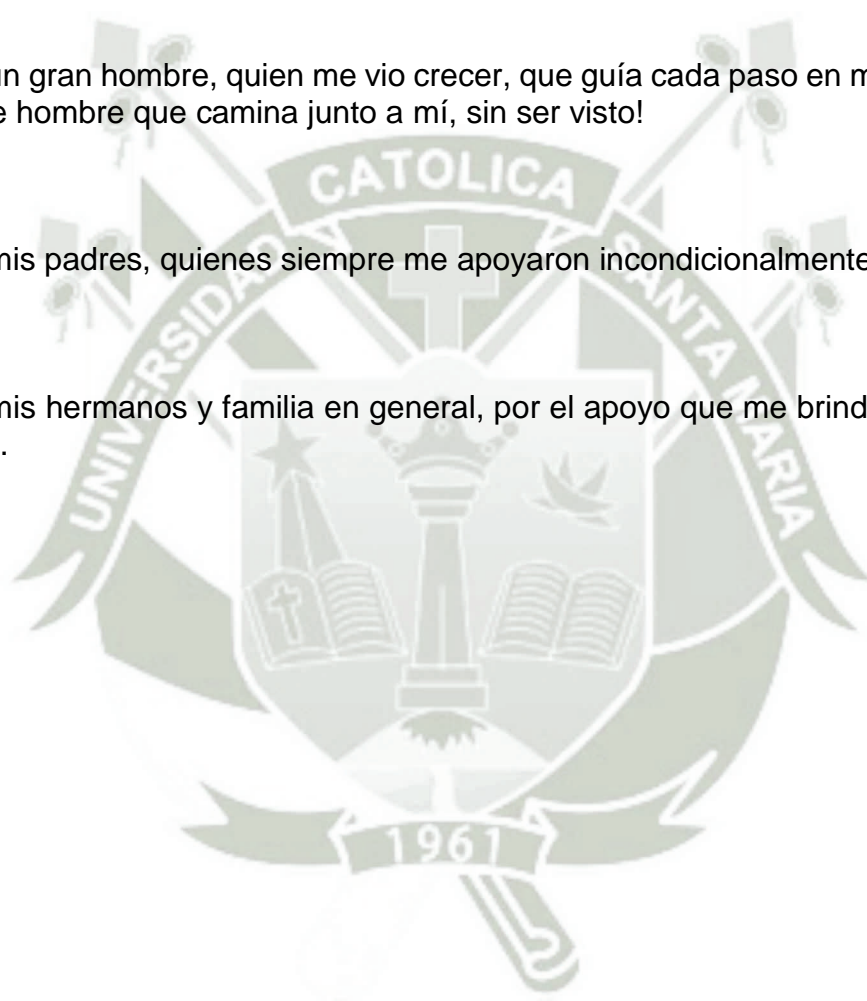 un gran hombre, quien me vio crecer, que guía cada paso en
hombre que camina junto a mí, sin ser visto!
CATOLICA
UNIVERSIDAD
SANTA MARIA
mis padres, quienes siempre me apoyaron incondicionalmente
mis hermanos y familia en general, por el apoyo que me
.
1961